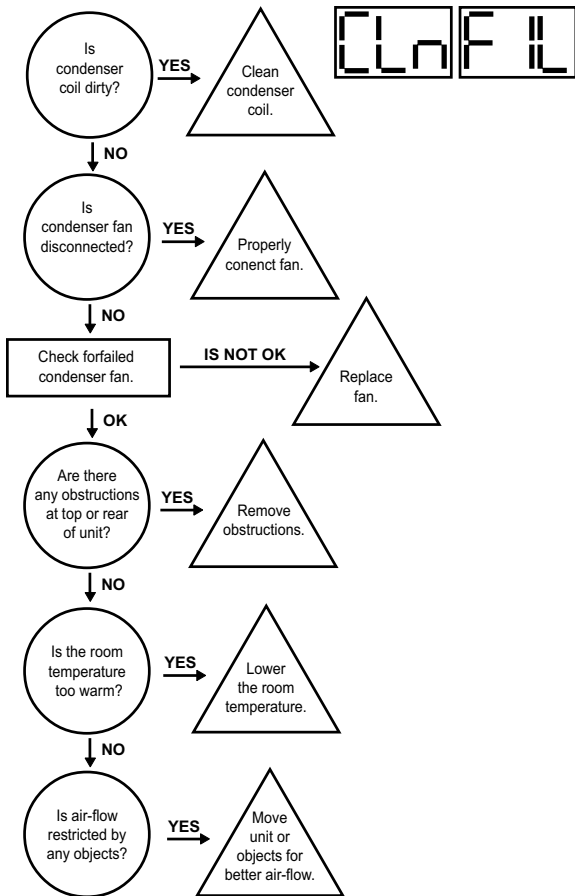 CLn FIL
Is
condenser
coil dirty?
YES
Clean
condenser
coil.
NO
Is
condenser fan
disconnected?
YES
Properly
conenct fan.
NO
Check forfailed
condenser fan.
IS NOT OK
Replace
fan.
OK
Are there
any obstructions
at top or rear
of unit?
YES
Remove
obstructions.
NO
Is the room
temperature
too warm?
YES
Lower
the room
temperature.
NO
Is air-flow
restricted by
any objects?
YES
Move
unit or
objects for
better air-flow.